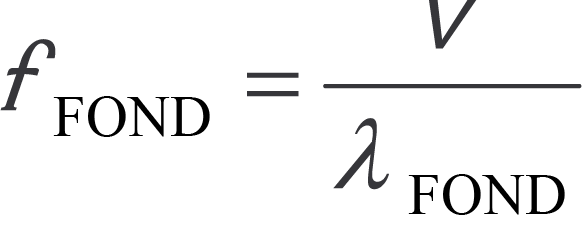 f FOND = V / λ FOND